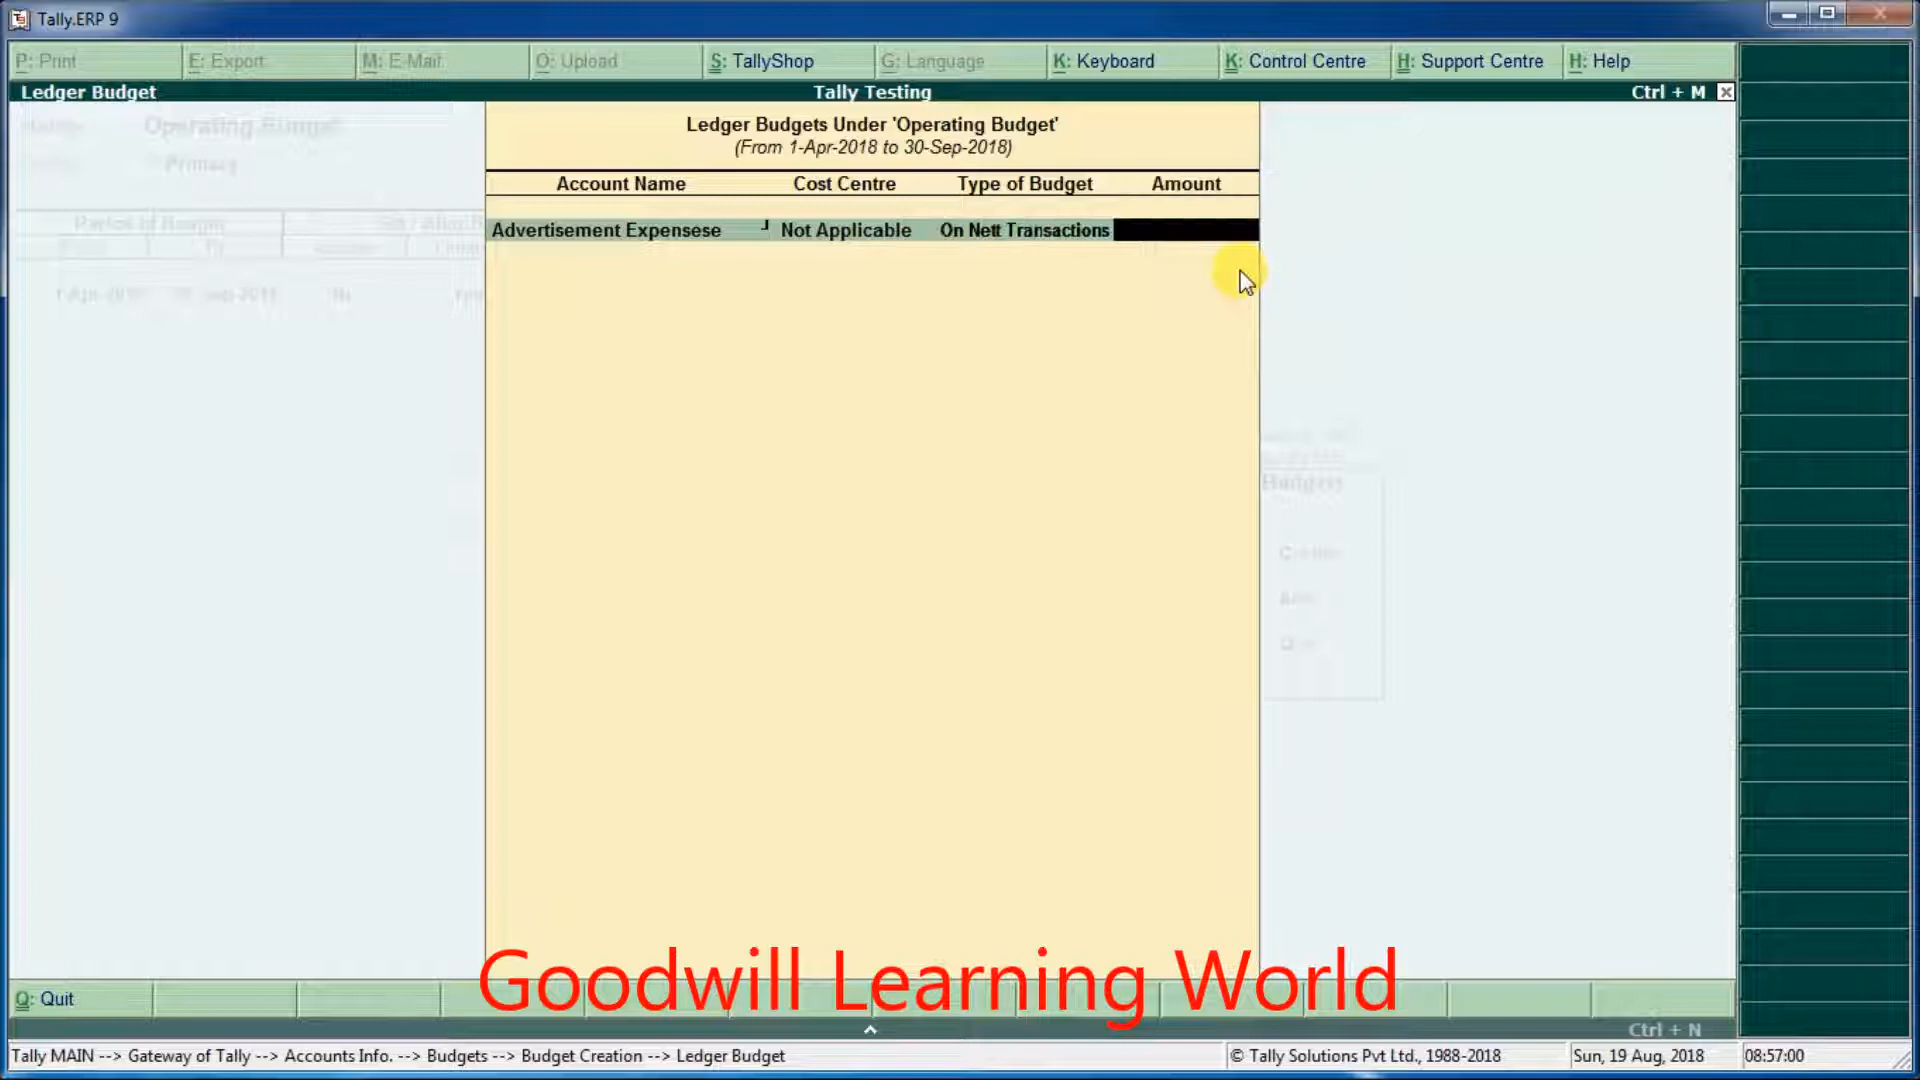 Tally.ERP 9
P: Print E: Export M: E-Mail O: Upload S: TallyShop G: Language K: Keyboard K: Control Centre H: Support Centre H: Help
Ledger Budget Tally Testing Ctrl + M
Operating Budget
Primary
Ledger Budgets Under 'Operating Budget'
(From 1-Apr-2018 to 30-Sep-2018)
Account Name Cost Centre Type of Budget Amount
Advertisement Expensese Not Applicable On Nett Transactions
Budgets
Goodwill Learning World
Q: Quit
Ctrl + N
Tally MAIN --> Gateway of Tally --> Accounts Info. --> Budgets --> Budget Creation --> Ledger Budget © Tally Solutions Pvt Ltd., 1988-2018 Sun, 19 Aug, 2018 08:57:00